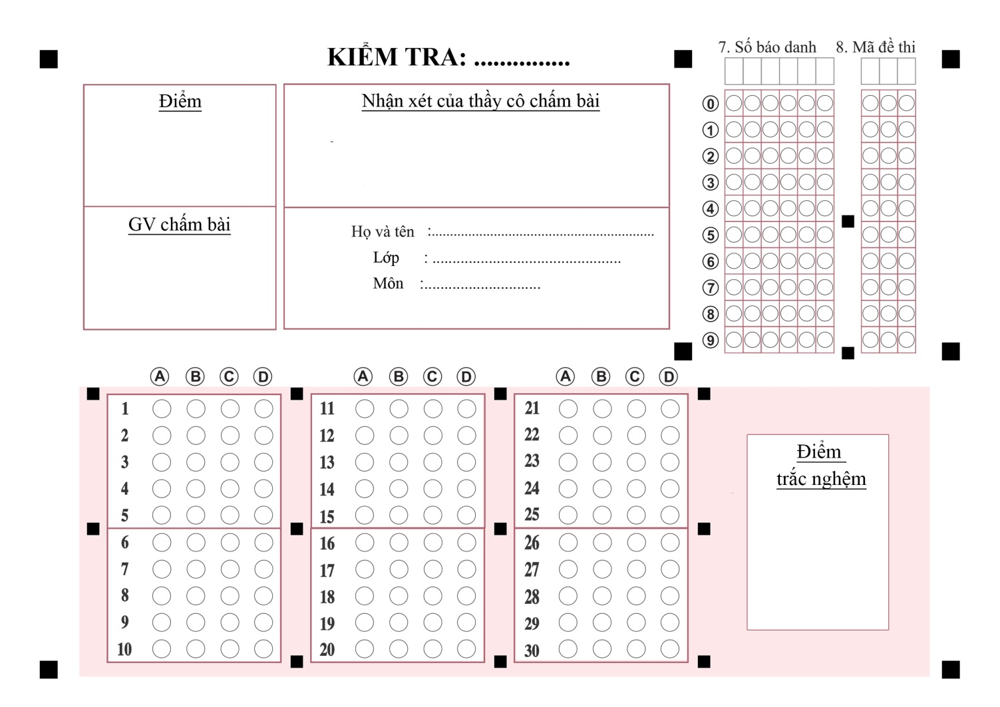 KIỂM TRA: ...............
7. Số báo danh 8. Mã đề thi
Điểm
Nhận xét của thầy cô chấm bài
GV chấm bài
Họ và tên :.............................................................
Lớp : ...............................................
Môn :.............................
0
1
2
3
4
5
6
7
8
9
A B C D A B C D A B C D
1 11 21
2 12 22
3 13 23
4 14 24
5 15 25
6 16 26
7 17 27
8 18 28
9 19 29
10 20 30
Điểm
trắc nghệm